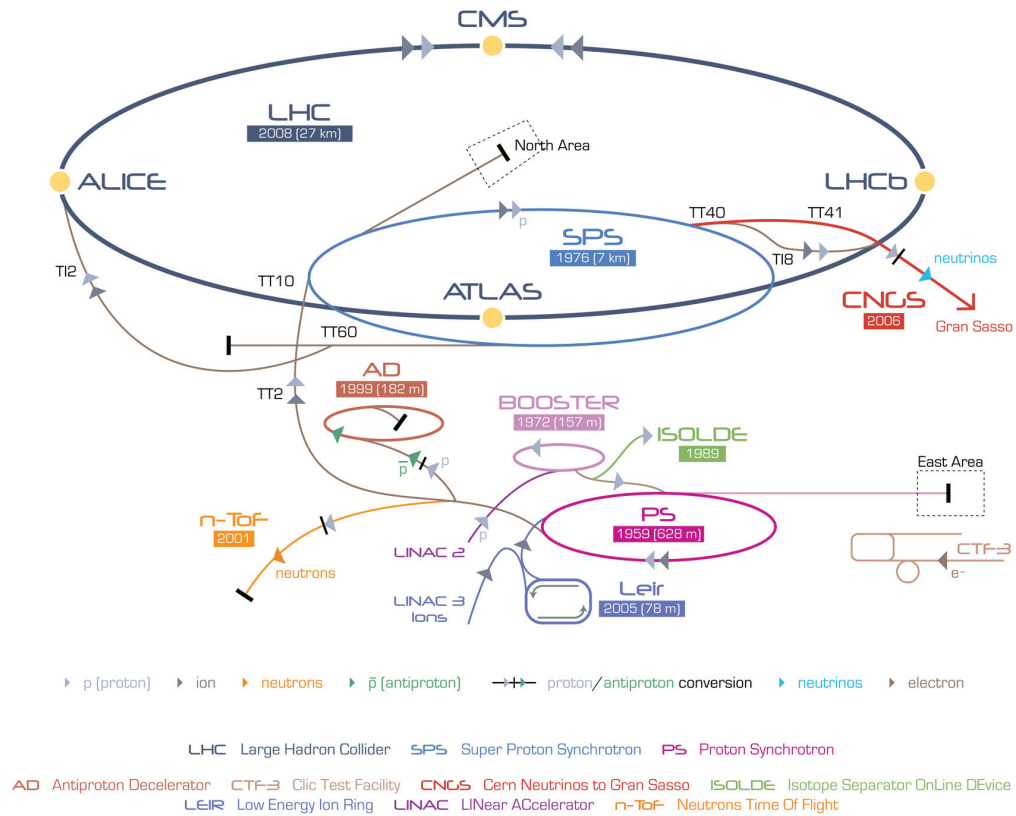 CMS
LHC
2008 (27 km)
North Area
ALICE
LHCb
TT40
TT41
SPS
1976 (7 km)
p
TI8
TI2
TT10
ATLAS
neutrinos
CNGS
2006
Gran Sasso
TT60
AD
1999 (182 m)
TT2
BOOSTER
1972 (157 m)
ISOLDE
1989
p̅
p
East Area
n-ToF
2001
PS
1959 (628 m)
LINAC 2
p
neutrons
CTF-3
e-
LINAC 3
Ions
Leir
2005 (78 m)
p (proton)
ion
neutrons
p̅ (antiproton)
proton/antiproton conversion
neutrinos
electron
LHC Large Hadron Collider SPS Super Proton Synchrotron PS Proton Synchrotron
AD Antiproton Decelerator CTF-3 Clic Test Facility CNGS Cern Neutrinos to Gran Sasso ISOLDE Isotope Separator OnLine DEvice
LEIR Low Energy Ion Ring LINAC LINear ACcelerator n-ToF Neutrons Time Of Flight